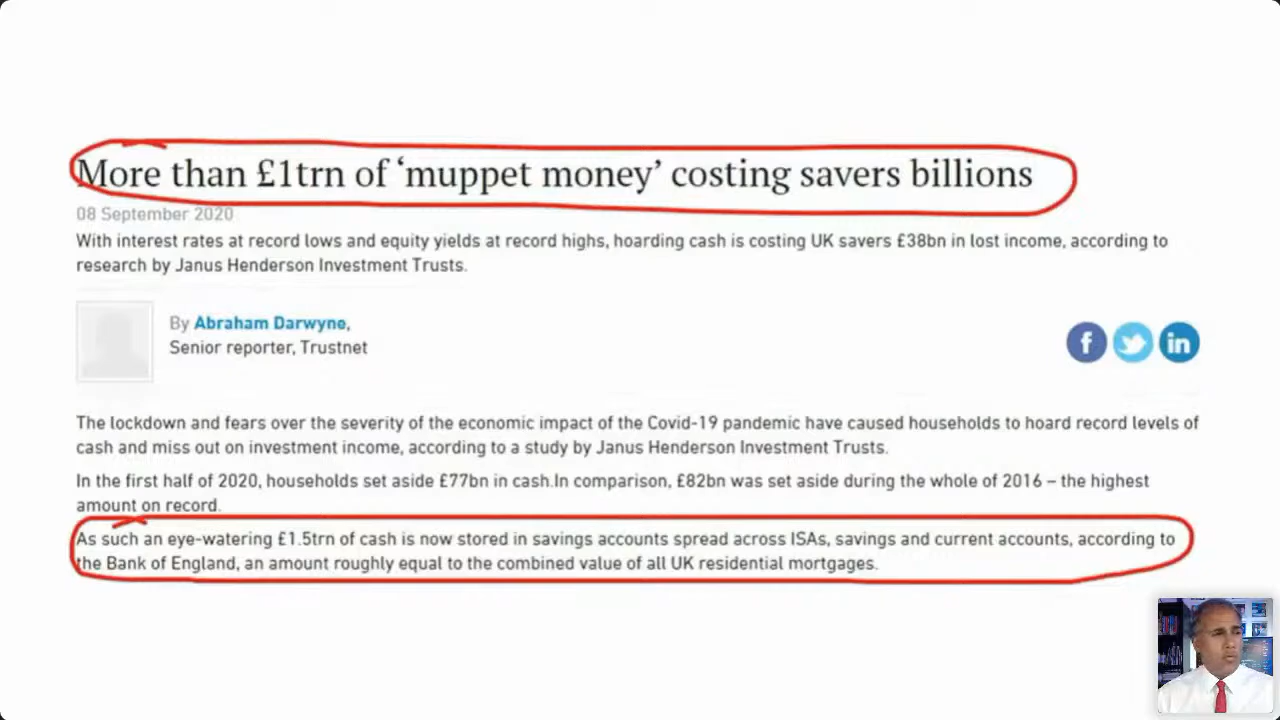 More than £1trn of ‘muppet money’ costing savers billions
08 September 2020
With interest rates at record lows and equity yields at record highs, hoarding cash is costing UK savers £38bn in lost income, according to
research by Janus Henderson Investment Trusts.
By Abraham Darwyne,
Senior reporter, Trustnet
f
in
The lockdown and fears over the severity of the economic impact of the Covid-19 pandemic have caused households to hoard record levels of
cash and miss out on investment income, according to a study by Janus Henderson Investment Trusts.
In the first half of 2020, households set aside £77bn in cash.In comparison, £82bn was set aside during the whole of 2016 – the highest
amount on record.
As such an eye-watering £1.5trn of cash is now stored in savings accounts spread across ISAs, savings and current accounts, according to
the Bank of England, an amount roughly equal to the combined value of all UK residential mortgages.